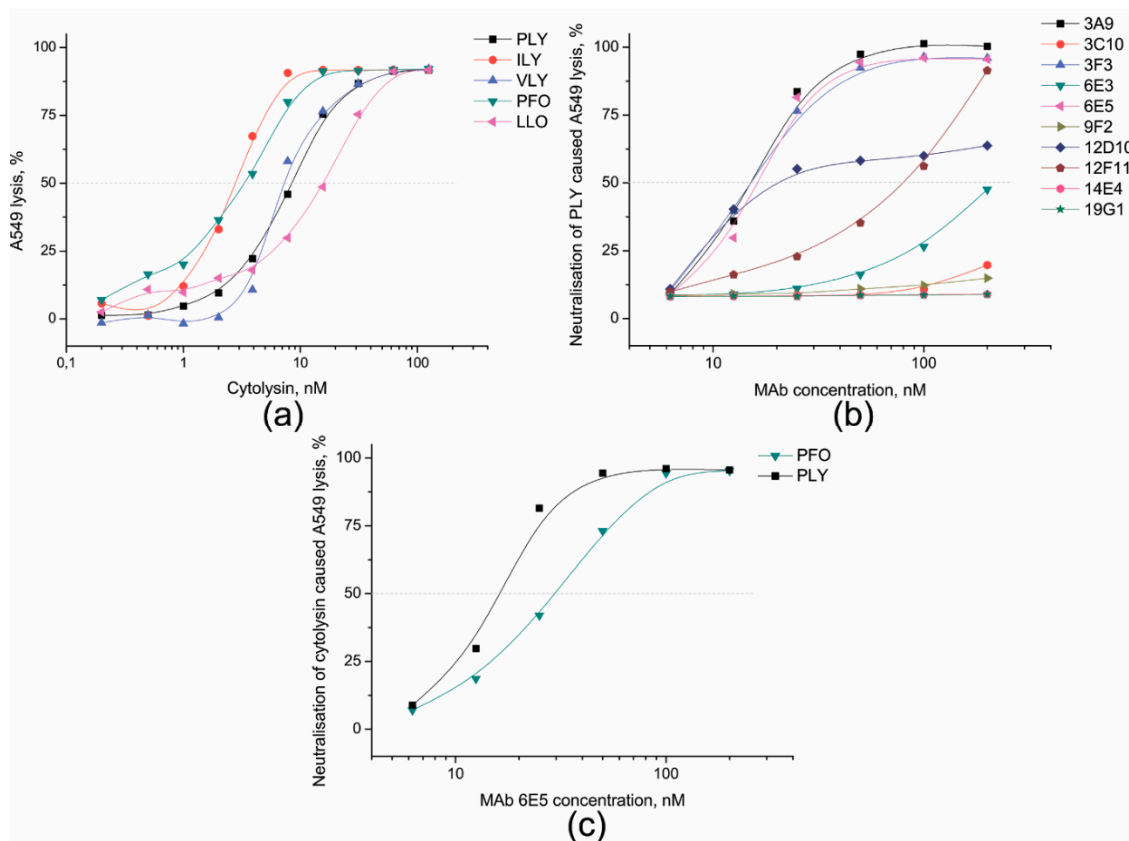 A549 lysis, %
100
75
50
25
0
0,1
1
10
100
Cytolysin, nM
PLY
ILY
VLY
PFO
LLO
(a)
Neutralisation of PLY caused A549 lysis, %
100
75
50
25
0
10
100
MAb concentration, nM
3A9
3C10
3F3
6E3
6E5
9F2
12D10
12F11
14E4
19G1
(b)
Neutralisation of cytolysin caused A549 lysis, %
100
75
50
25
0
10
100
MAb 6E5 concentration, nM
PFO
PLY
(c)